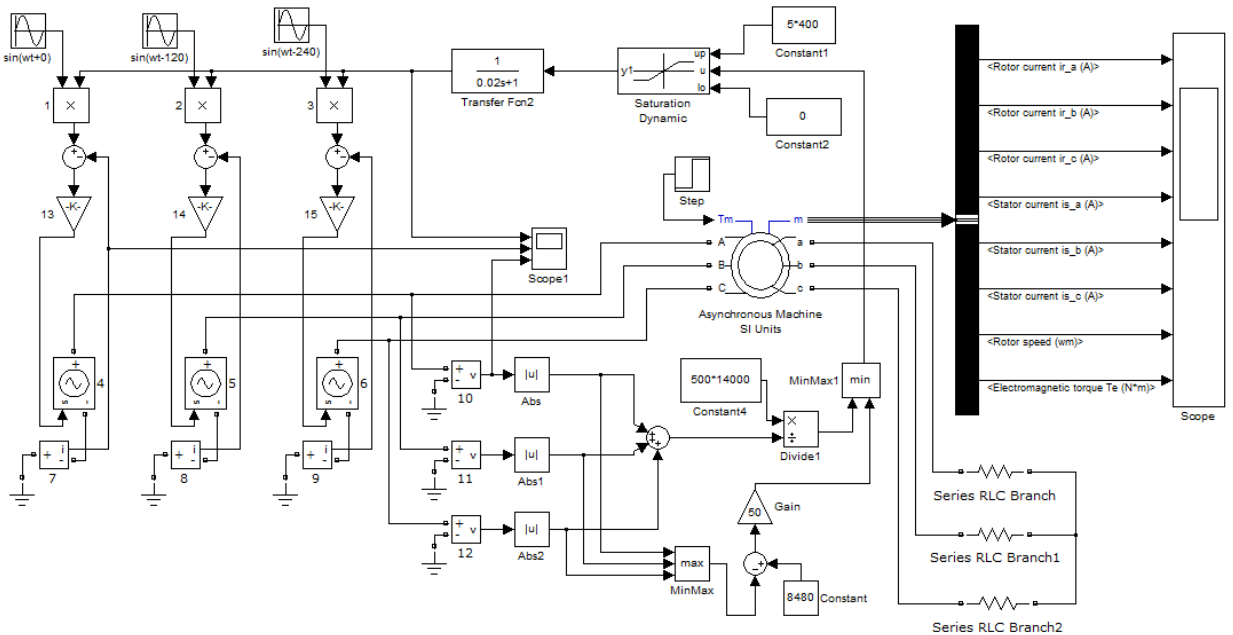 sin(wt+0)
sin(wt-120)
sin(wt-240)
1
0.02s+1
Transfer Fcn2
y1
up
u
lo
Saturation
Dynamic
5*400
Constant1
0
Constant2
1
×
2
×
3
×
+
-
+
-
+
-
13
-K-
14
-K-
15
-K-
Step
Scope1
Tm
m
A
B
C
a
b
c
Asynchronous Machine
SI Units
<Rotor current ir_a (A)>
<Rotor current ir_b (A)>
<Rotor current ir_c (A)>
<Stator current is_a (A)>
<Stator current is_b (A)>
<Stator current is_c (A)>
<Rotor speed (wm)>
<Electromagnetic torque Te (N*m)>
Scope
+
s
-
4
+
s
-
5
+
s
-
6
+
i
-
7
+
i
-
8
+
i
-
9
+
-
v
10
|u|
Abs
+
-
v
11
|u|
Abs1
+
-
v
12
|u|
Abs2
+
+
+
500*14000
Constant4
×
÷
Divide1
MinMax1
min
50
Gain
-
+
8480
Constant
max
MinMax
Series RLC Branch
Series RLC Branch1
Series RLC Branch2